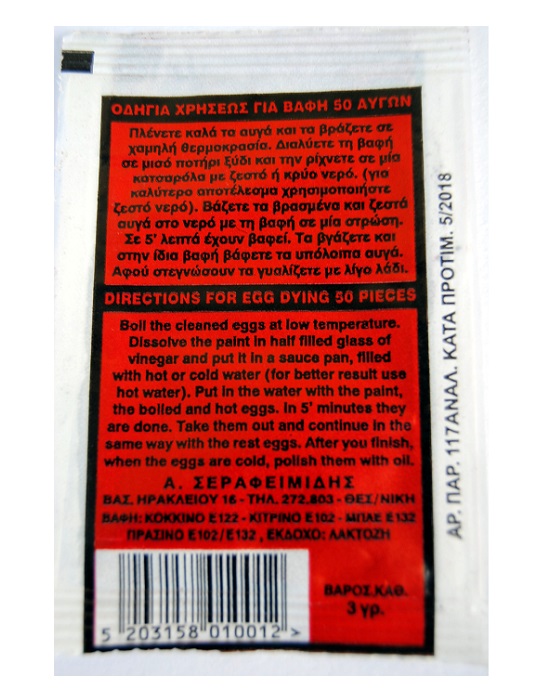 ΟΔΗΓΙΑ ΧΡΗΣΕΩΣ ΓΙΑ ΒΑΦΗ 50 ΑΥΓΩΝ
Πλένετε καλά τα αυγά και τα βράζετε σε
χαμηλή θερμοκρασία. Διαλύετε τη βαφή
σε μισό ποτήρι ξύδι και την ρίχνετε σε μία
κατσαρόλα με ζεστό ή κρύο νερό. (για
καλύτερο αποτέλεσμα χρησιμοποιήστε
ζεστό νερό). Βάζετε τα βρασμένα και ζεστά
αυγά στο νερό με τη βαφή σε μία στρώση.
Σε 5' λεπτά έχουν βαφεί. Τα βγάζετε και
στην ίδια βαφή βάφετε τα υπόλοιπα αυγά.
Αφού στεγνώσουν τα γυαλίζετε με λίγο λάδι.
DIRECTIONS FOR EGG DYING 50 PIECES
Boil the cleaned eggs at low temperature.
Dissolve the paint in half filled glass of
vinegar and put it in a sauce pan, filled
with hot or cold water (for better result use
hot water). Put in the water with the paint,
the boiled and hot eggs. In 5' minutes they
are done. Take them out and continue in the
same way with the rest eggs. After you finish,
when the eggs are cold, polish them with oil.
Α. ΣΕΡΑΦΕΙΜΙΔΗΣ
ΒΑΣ. ΗΡΑΚΛΕΙΟΥ 16 - ΤΗΛ. 272.803 - ΘΕΣ/ΝΙΚΗ
ΒΑΦΗ: ΚΟΚΚΙΝΟ Ε122 - ΚΙΤΡΙΝΟ Ε102 - ΜΠΛΕ Ε132
ΠΡΑΣΙΝΟ Ε102/Ε132 , ΕΚΔΟΧΟ: ΛΑΚΤΟΖΗ
ΒΑΡΟΣ.ΚΑΘ.
3 γρ.
5 203158 010012 >
ΑΡ. ΠΑΡ. 117ΑΝΑΛ. ΚΑΤΑ ΠΡΟΤΙΜ. 5/2018